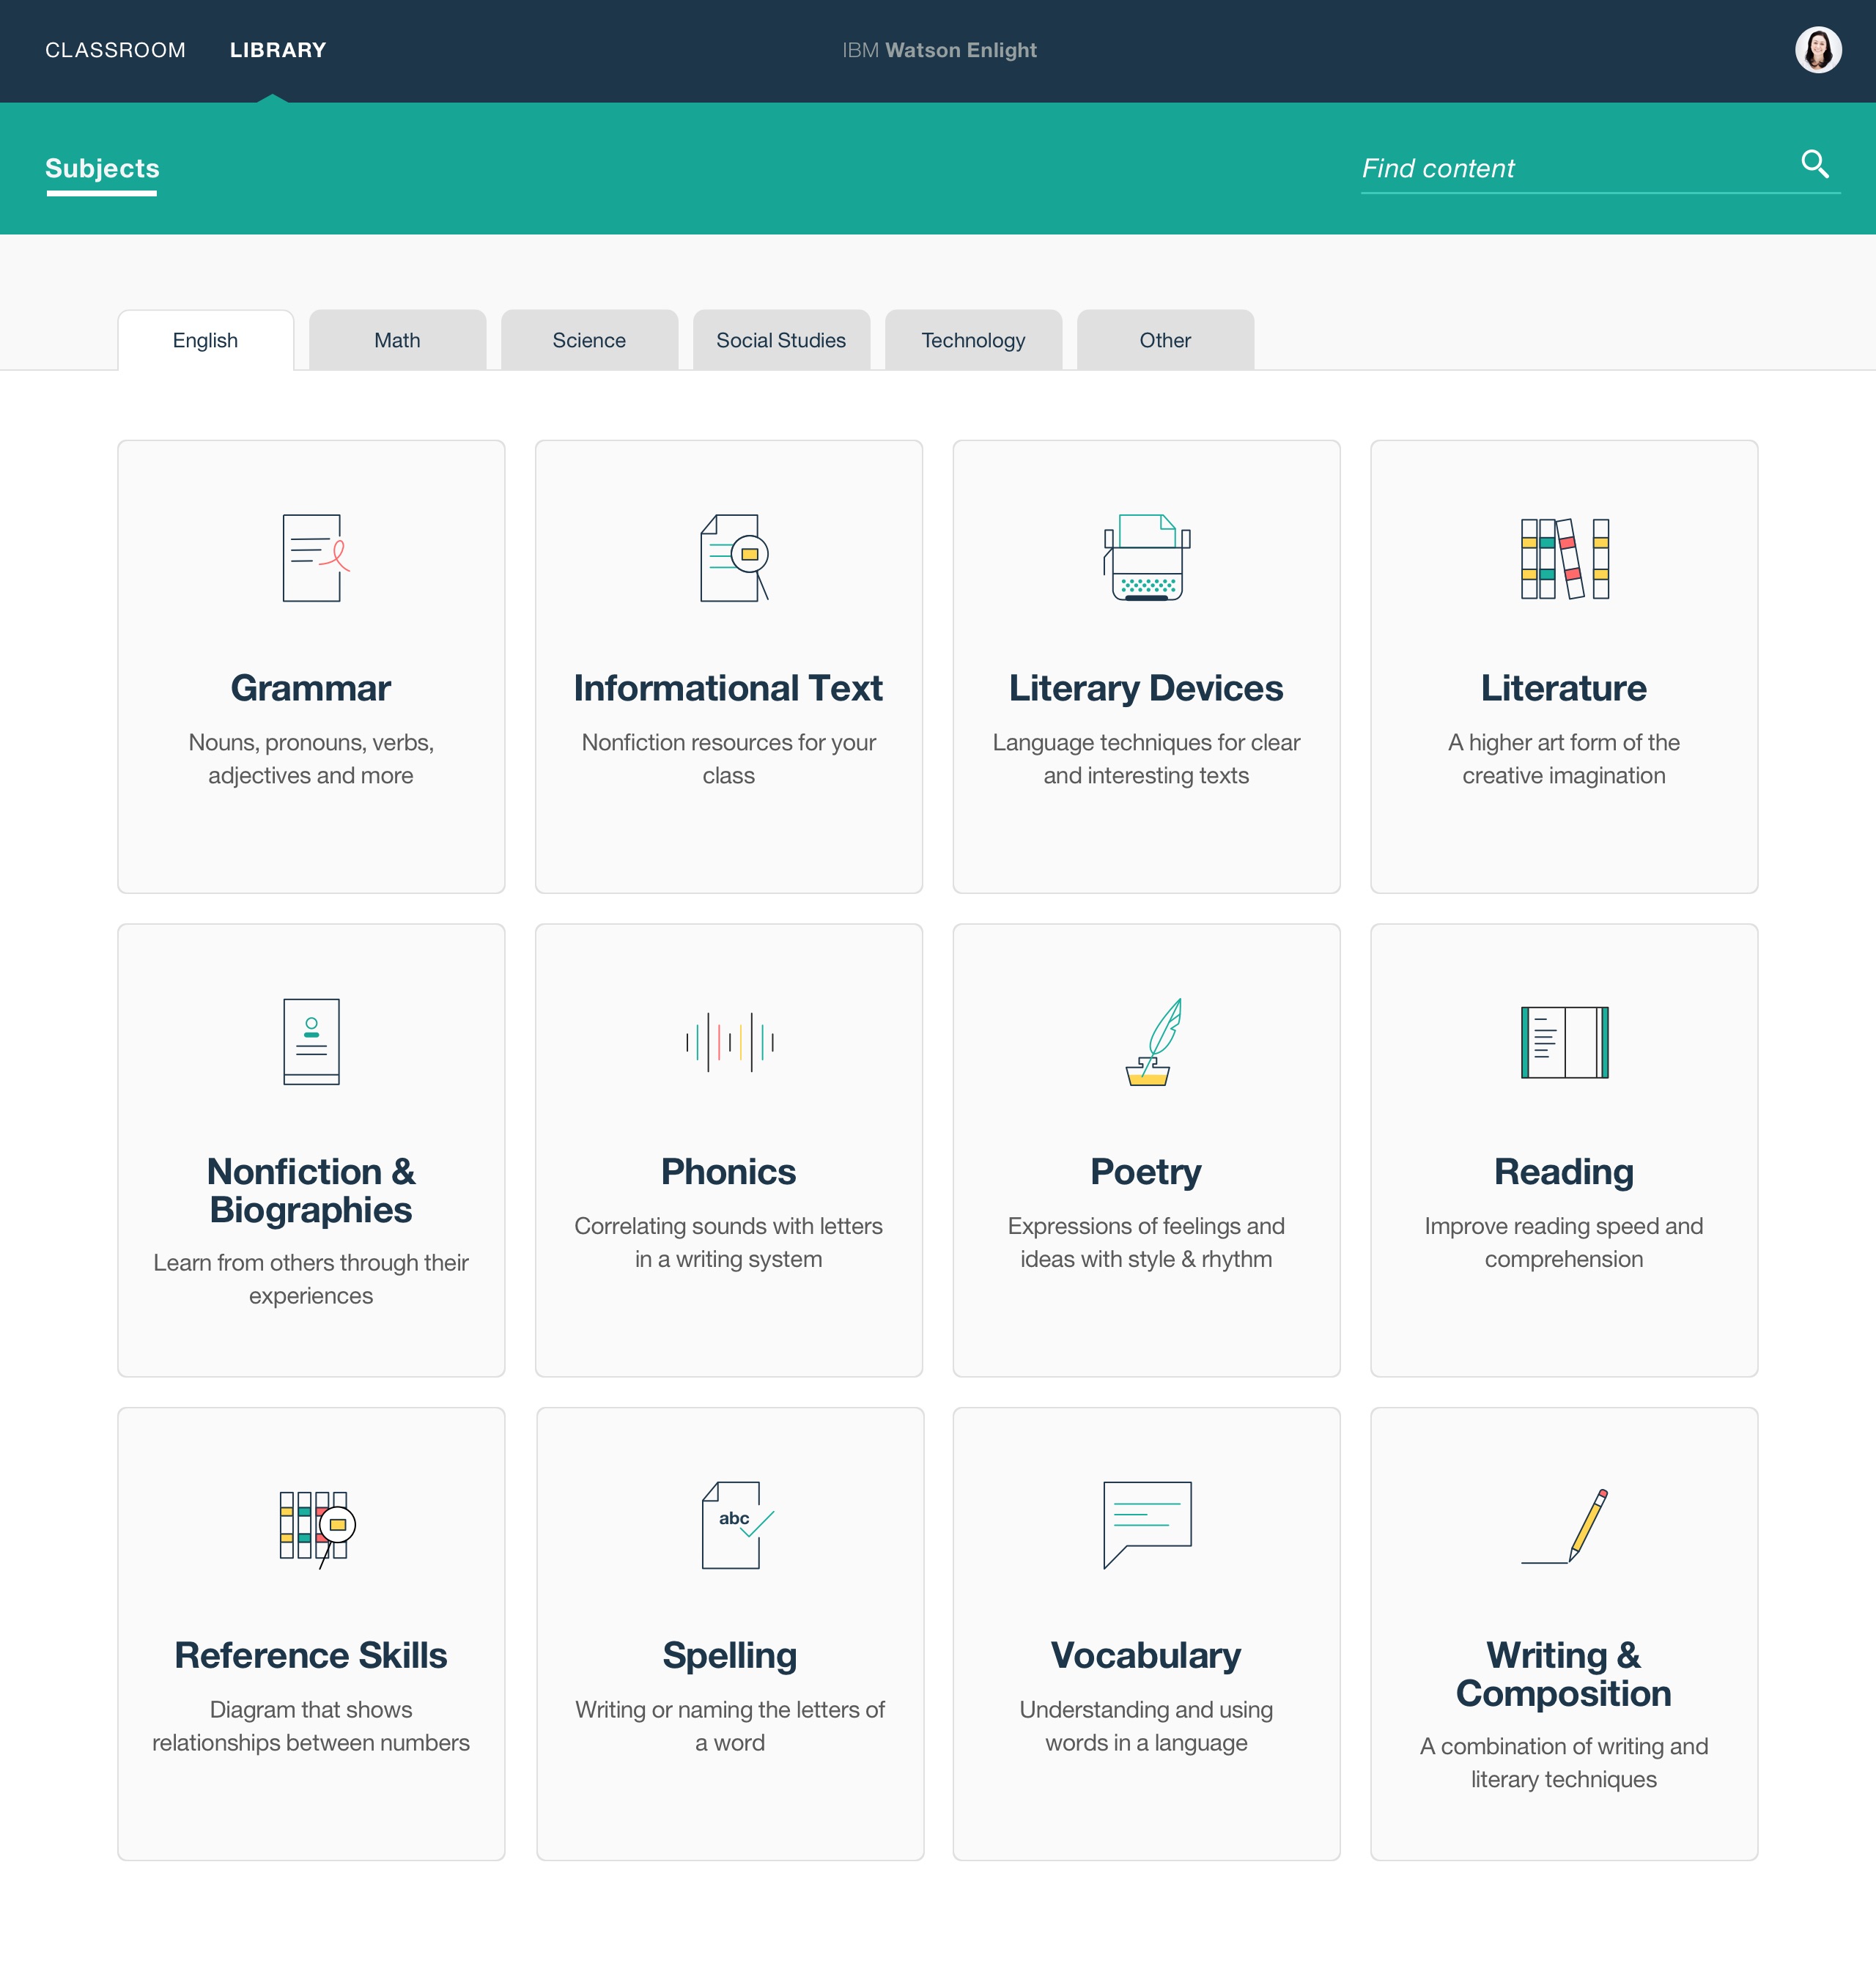 CLASSROOM LIBRARY IBM Watson Enlight
Subjects Find content
English Math Science Social Studies Technology Other
Grammar
Nouns, pronouns, verbs,
adjectives and more
Informational Text
Nonfiction resources for your
class
Literary Devices
Language techniques for clear
and interesting texts
Literature
A higher art form of the
creative imagination
Nonfiction &
Biographies
Learn from others through their
experiences
Phonics
Correlating sounds with letters
in a writing system
Poetry
Expressions of feelings and
ideas with style & rhythm
Reading
Improve reading speed and
comprehension
Reference Skills
Diagram that shows
relationships between numbers
abc
Spelling
Writing or naming the letters of
a word
Vocabulary
Understanding and using
words in a language
Writing &
Composition
A combination of writing and
literary techniques